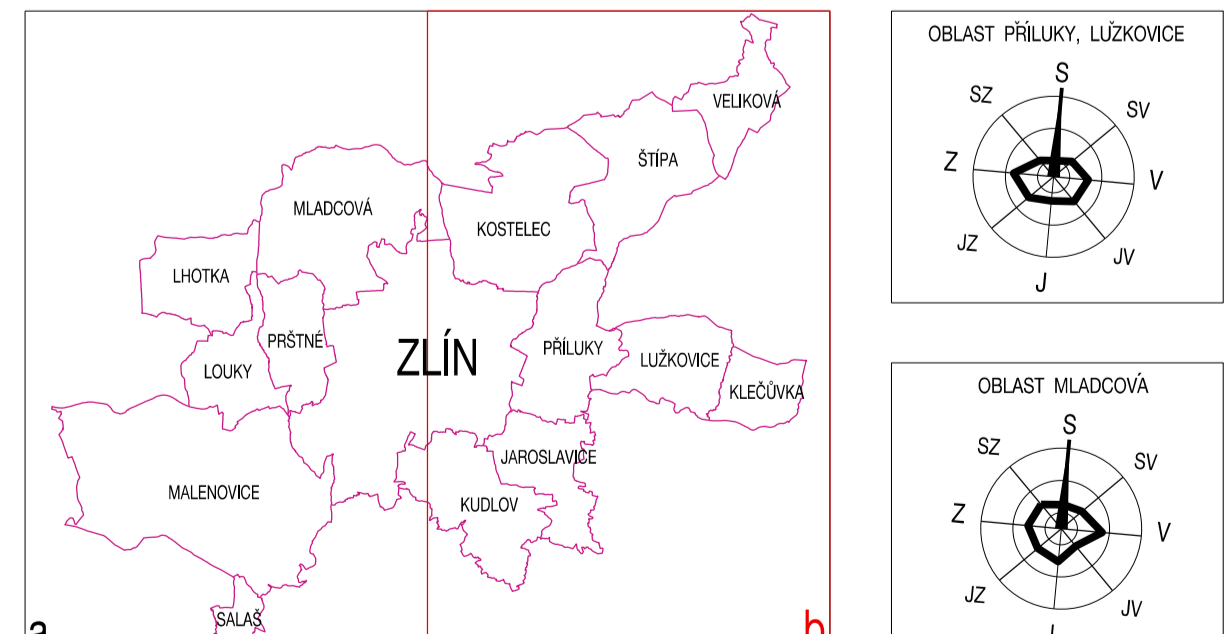 VELIKOVÁ
ŠTÍPA
MLADCOVÁ
KOSTELEC
LHOTKA
PRŠTNÉ
PŘÍLUKY
LOUKY
ZLÍN
LUŽKOVICE
KLEČŮVKA
JAROSLAVICE
MALENOVICE
KUDLOV
SALAŠ
a
b
OBLAST PŘÍLUKY, LUŽKOVICE
S
SZ
SV
Z
V
JZ
JV
J
OBLAST MLADCOVÁ
S
SZ
SV
Z
V
JZ
JV